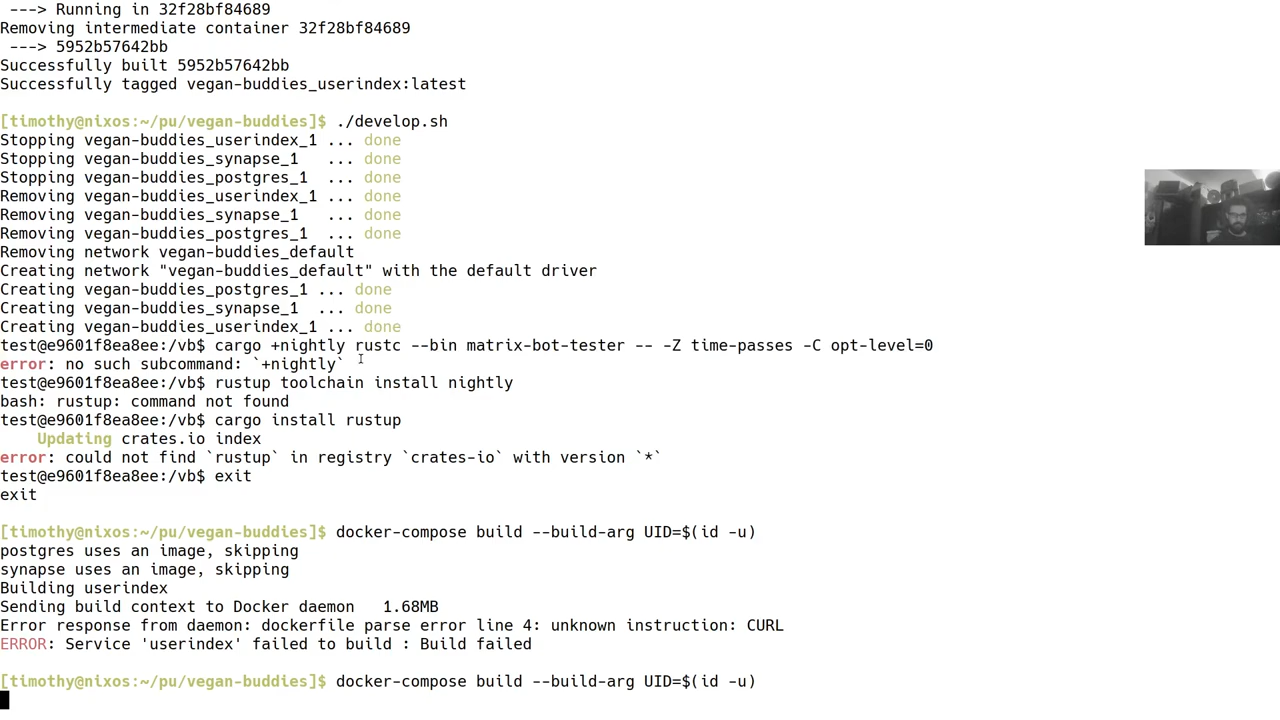 ---> Running in 32f28bf84689
Removing intermediate container 32f28bf84689
---> 5952b57642bb
Successfully built 5952b57642bb
Successfully tagged vegan-buddies_userindex:latest
[timothy@nixos:~/pu/vegan-buddies]$ ./develop.sh
Stopping vegan-buddies_userindex_1 ... done
Stopping vegan-buddies_synapse_1   ... done
Stopping vegan-buddies_postgres_1  ... done
Removing vegan-buddies_userindex_1 ... done
Removing vegan-buddies_synapse_1   ... done
Removing vegan-buddies_postgres_1  ... done
Removing network vegan-buddies_default
Creating network "vegan-buddies_default" with the default driver
Creating vegan-buddies_postgres_1 ... done
Creating vegan-buddies_synapse_1  ... done
Creating vegan-buddies_userindex_1 ... done
test@e9601f8ea8ee:/vb$ cargo +nightly rustc --bin matrix-bot-tester -- -Z time-passes -C opt-level=0
error: no such subcommand: `+nightly`
test@e9601f8ea8ee:/vb$ rustup toolchain install nightly
bash: rustup: command not found
test@e9601f8ea8ee:/vb$ cargo install rustup
    Updating crates.io index
error: could not find `rustup` in registry `crates-io` with version `*`
test@e9601f8ea8ee:/vb$ exit
exit
[timothy@nixos:~/pu/vegan-buddies]$ docker-compose build --build-arg UID=$(id -u)
postgres uses an image, skipping
synapse uses an image, skipping
Building userindex
Sending build context to Docker daemon   1.68MB
Error response from daemon: dockerfile parse error line 4: unknown instruction: CURL
ERROR: Service 'userindex' failed to build : Build failed
[timothy@nixos:~/pu/vegan-buddies]$ docker-compose build --build-arg UID=$(id -u)